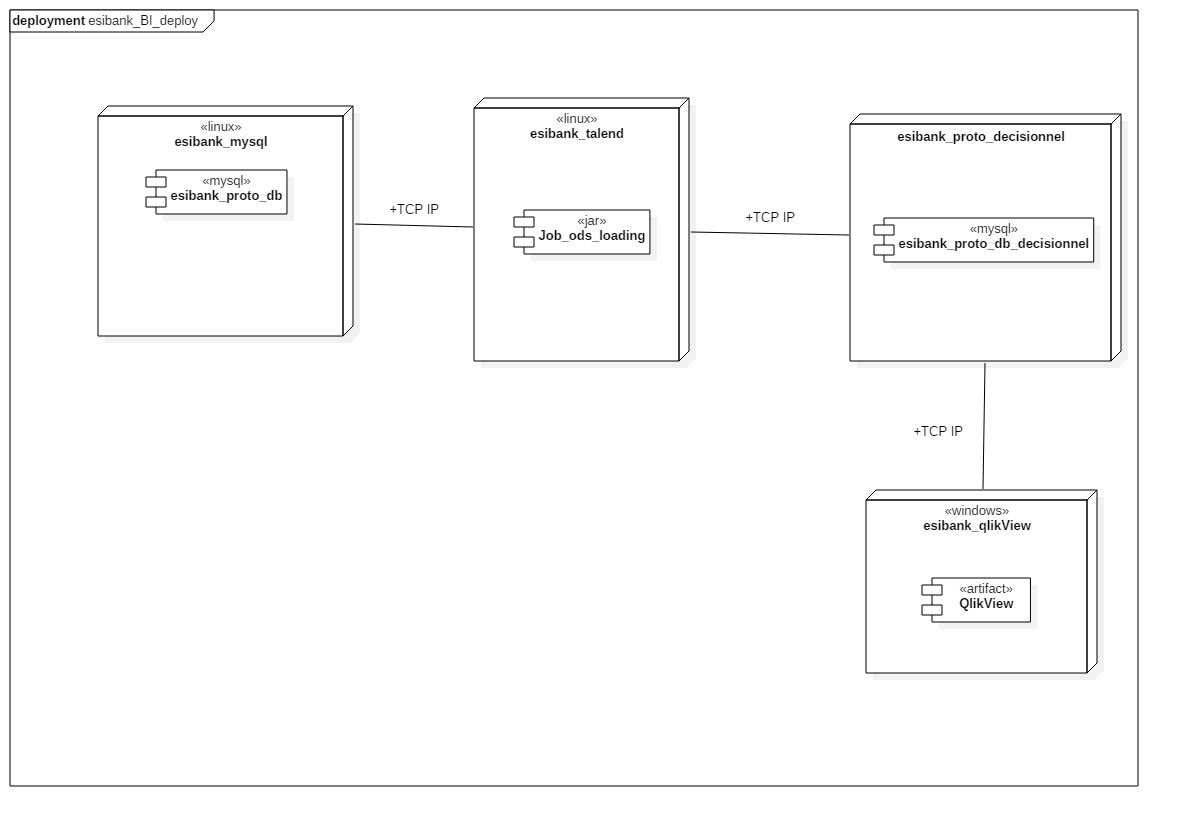 deployment esibank_BI_deploy
«linux»
esibank_mysql
«mysql»
esibank_proto_db
+TCP IP
«linux»
esibank_talend
«jar»
Job_ods_loading
+TCP IP
esibank_proto_decisionnel
«mysql»
esibank_proto_db_decisionnel
+TCP IP
«windows»
esibank_qlikView
«artifact»
QlikView